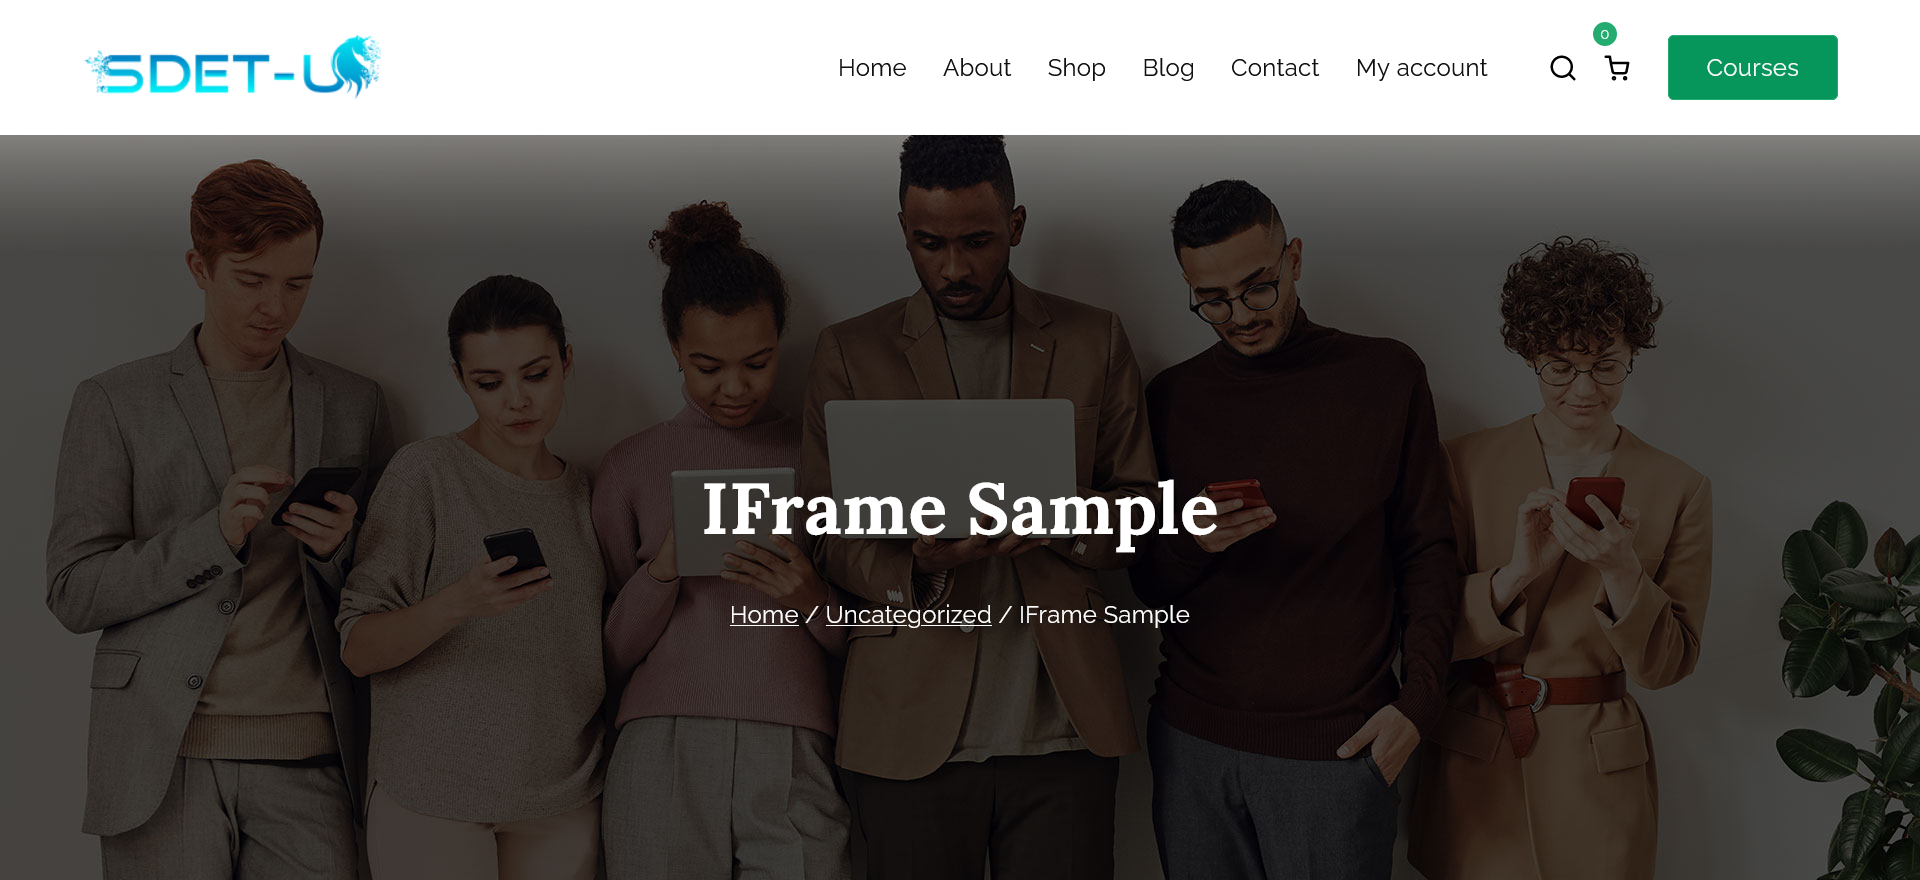 SDET-U
Home About Shop Blog Contact My account 0 Courses
IFrame Sample
Home / Uncategorized / IFrame Sample